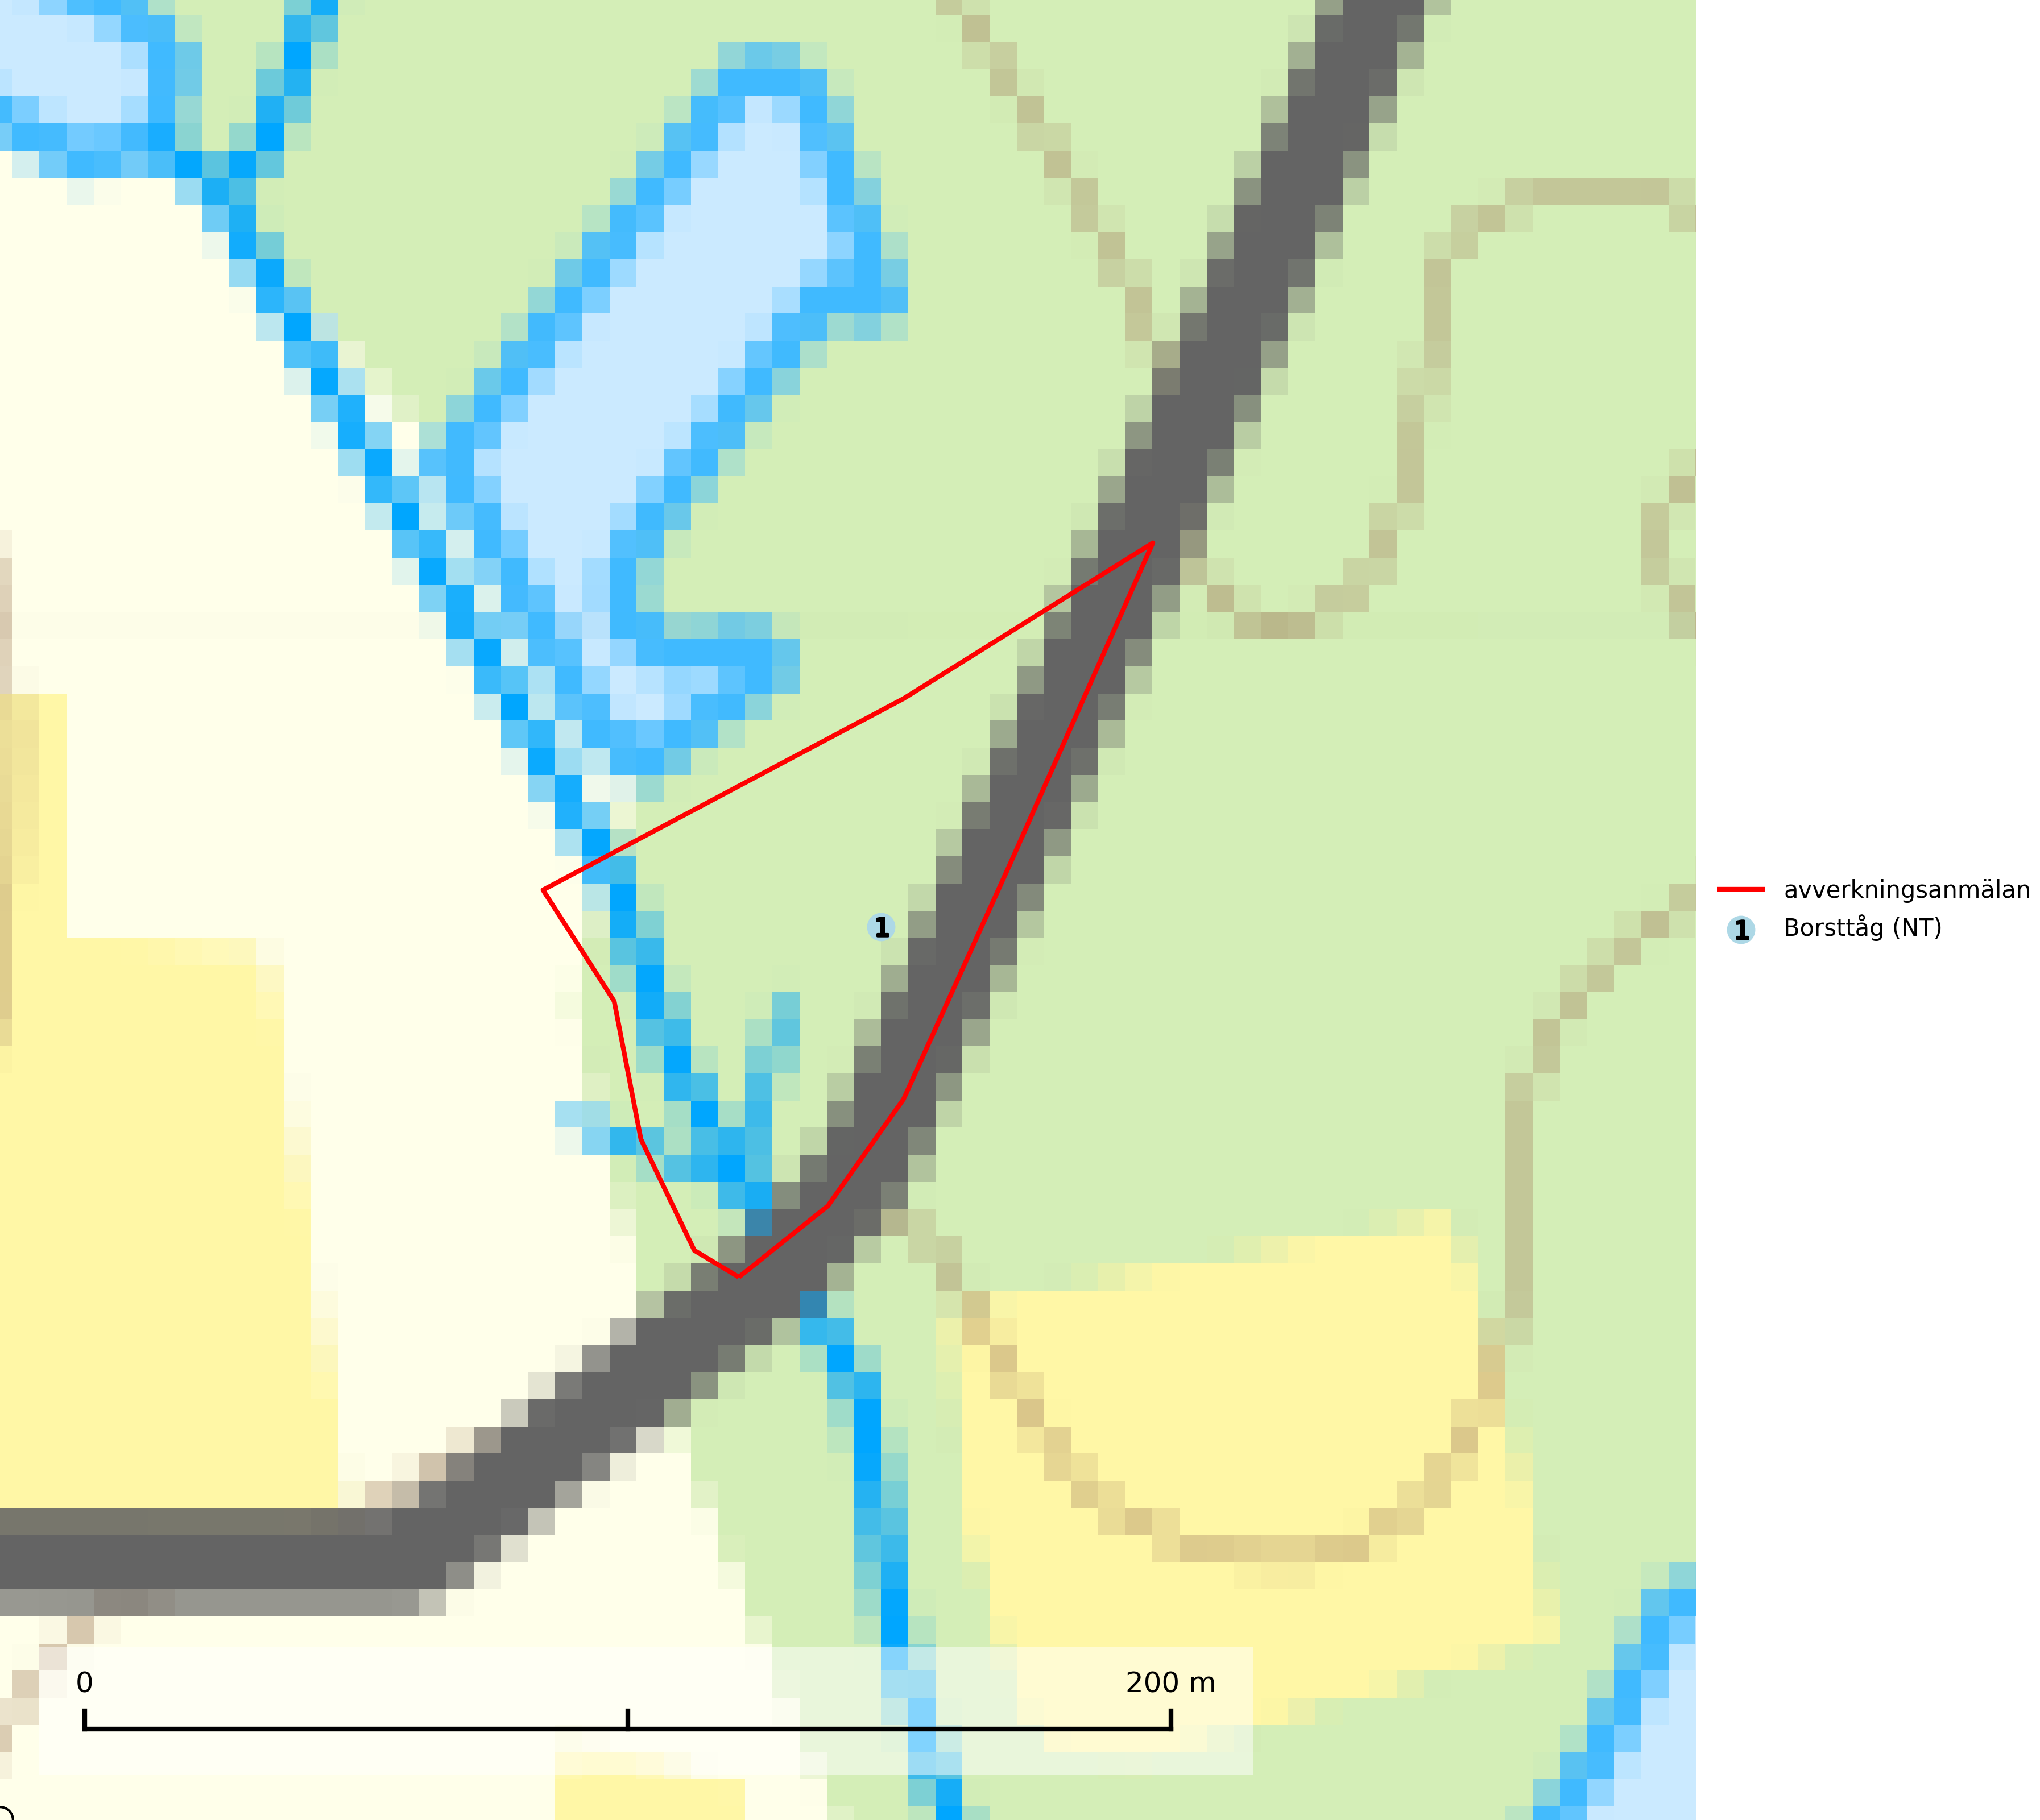 1
avverkningsanmälan
1 Borsttåg (NT)
0 200 m